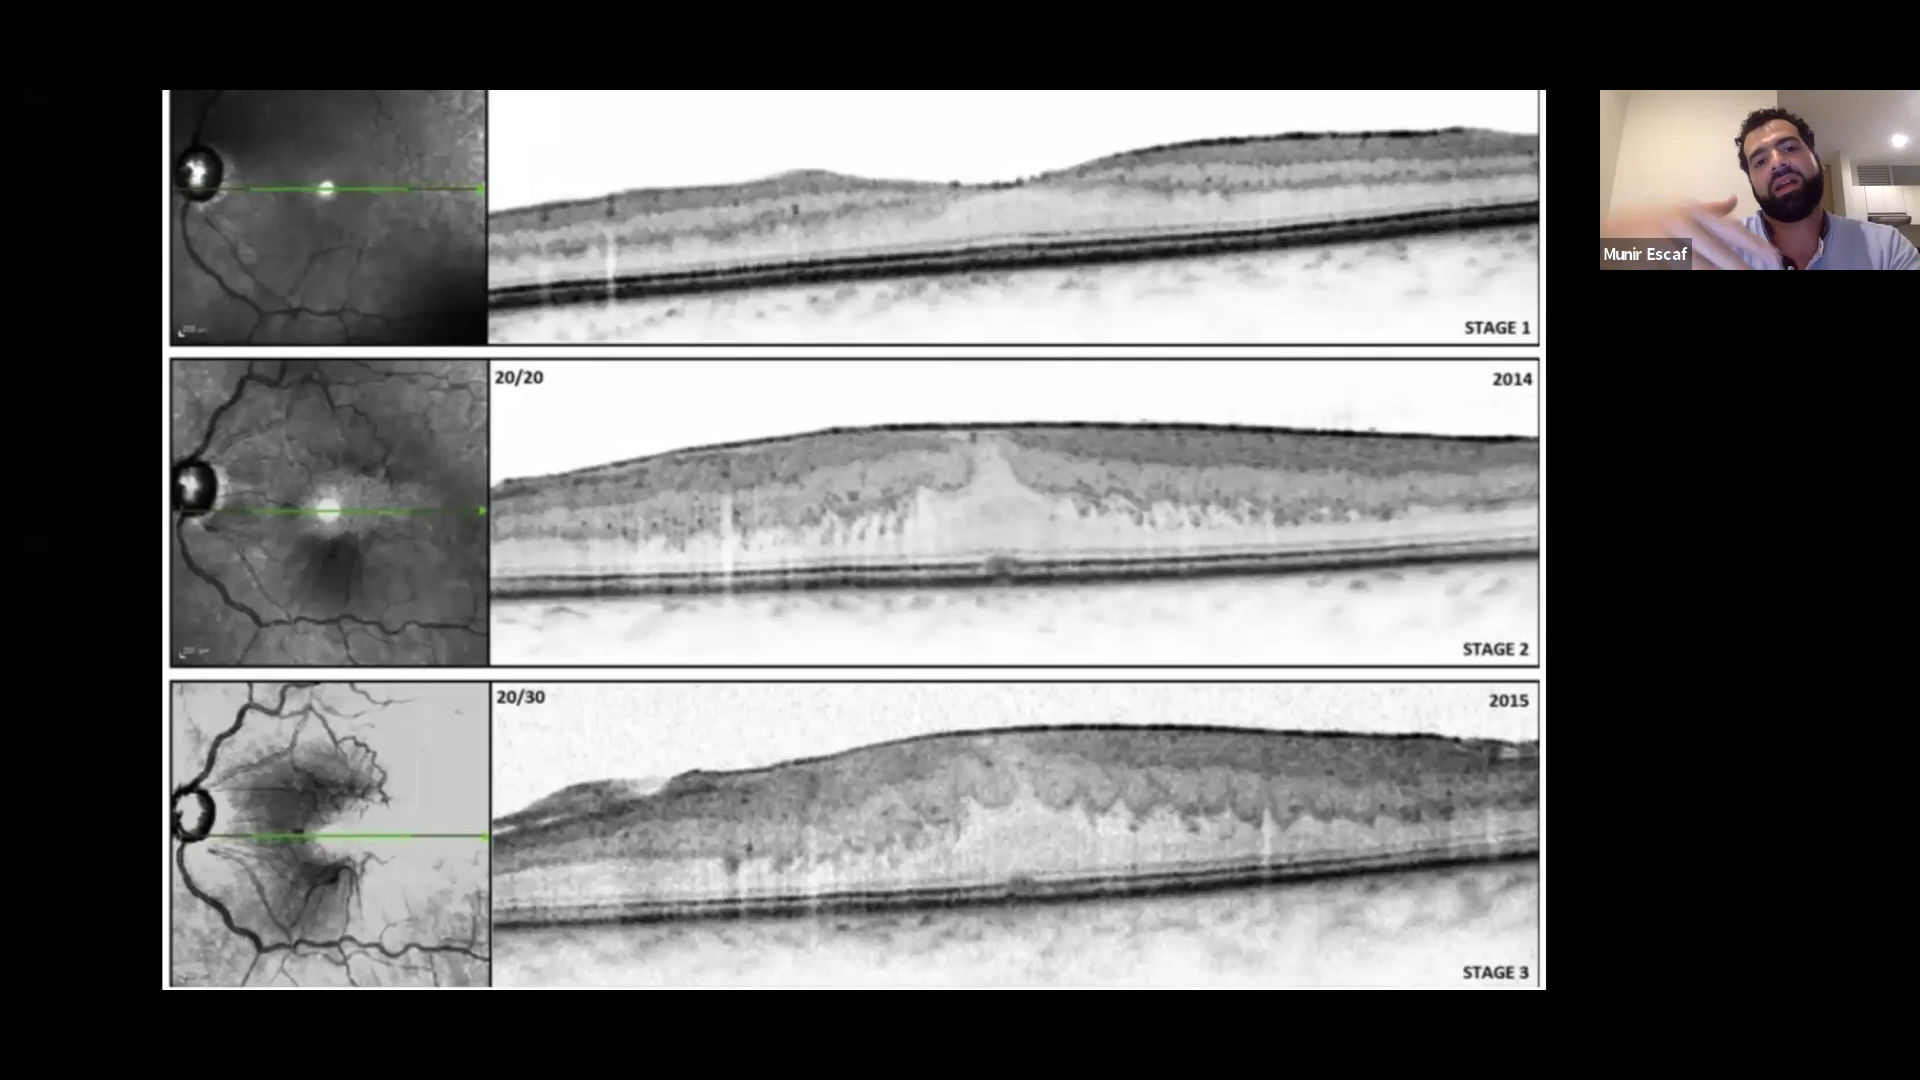 STAGE 1
20/20
2014
STAGE 2
20/30
2015
STAGE 3
Munir Escaf